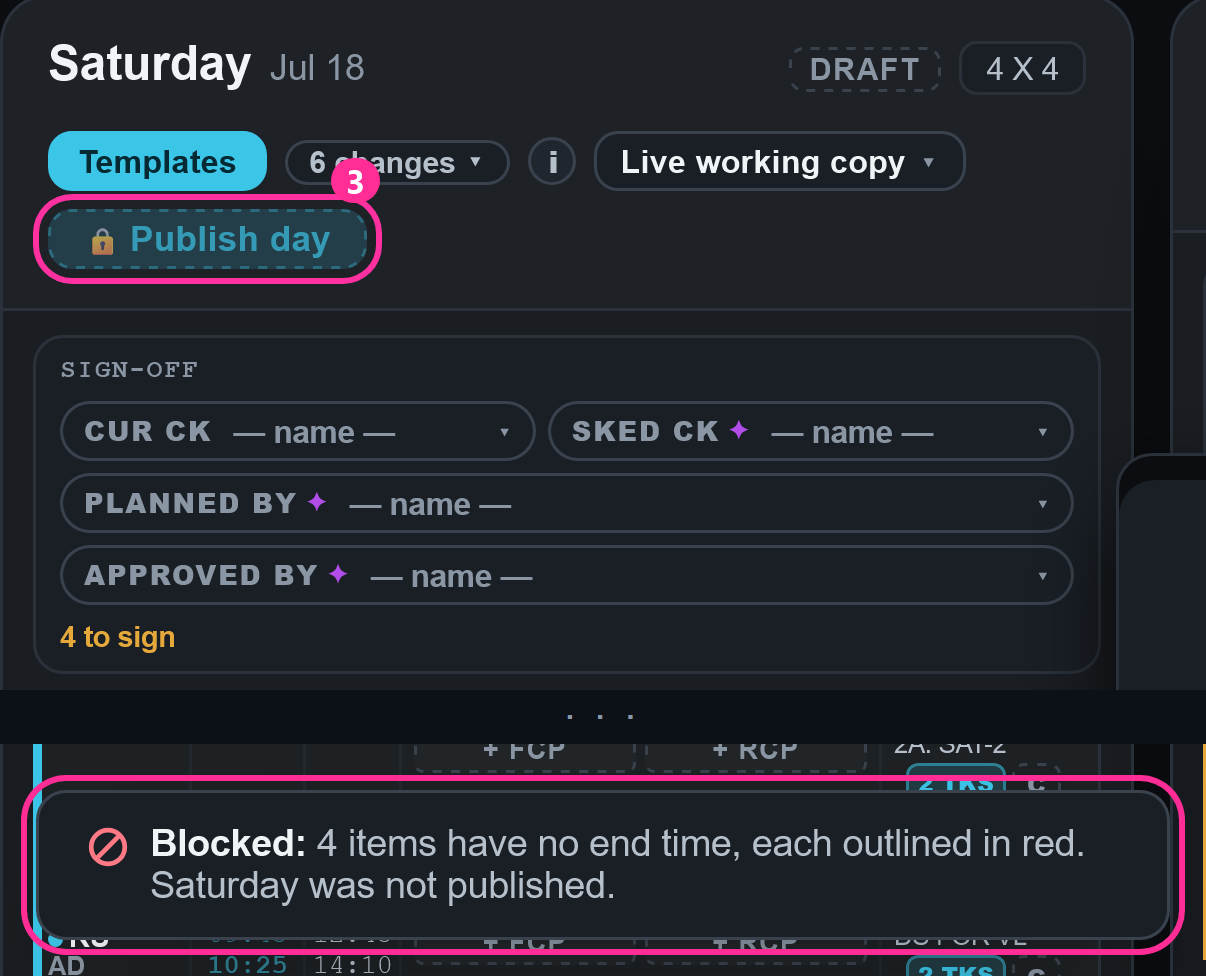 Saturday Jul 18 DRAFT 4 X 4
Templates 6 changes ▼ i Live working copy ▼
3
🔒 Publish day
SIGN-OFF
CUR CK — name — ▼ SKED CK ✦ — name — ▼
PLANNED BY ✦ — name — ▼
APPROVED BY ✦ — name — ▼
4 to sign
. . .
+ FCP + RCP 2A: SAT-2
2 TKS C
Blocked: 4 items have no end time, each outlined in red.
Saturday was not published.
+ FCP + RCP
AD 10:25 14:10 2 TKS C